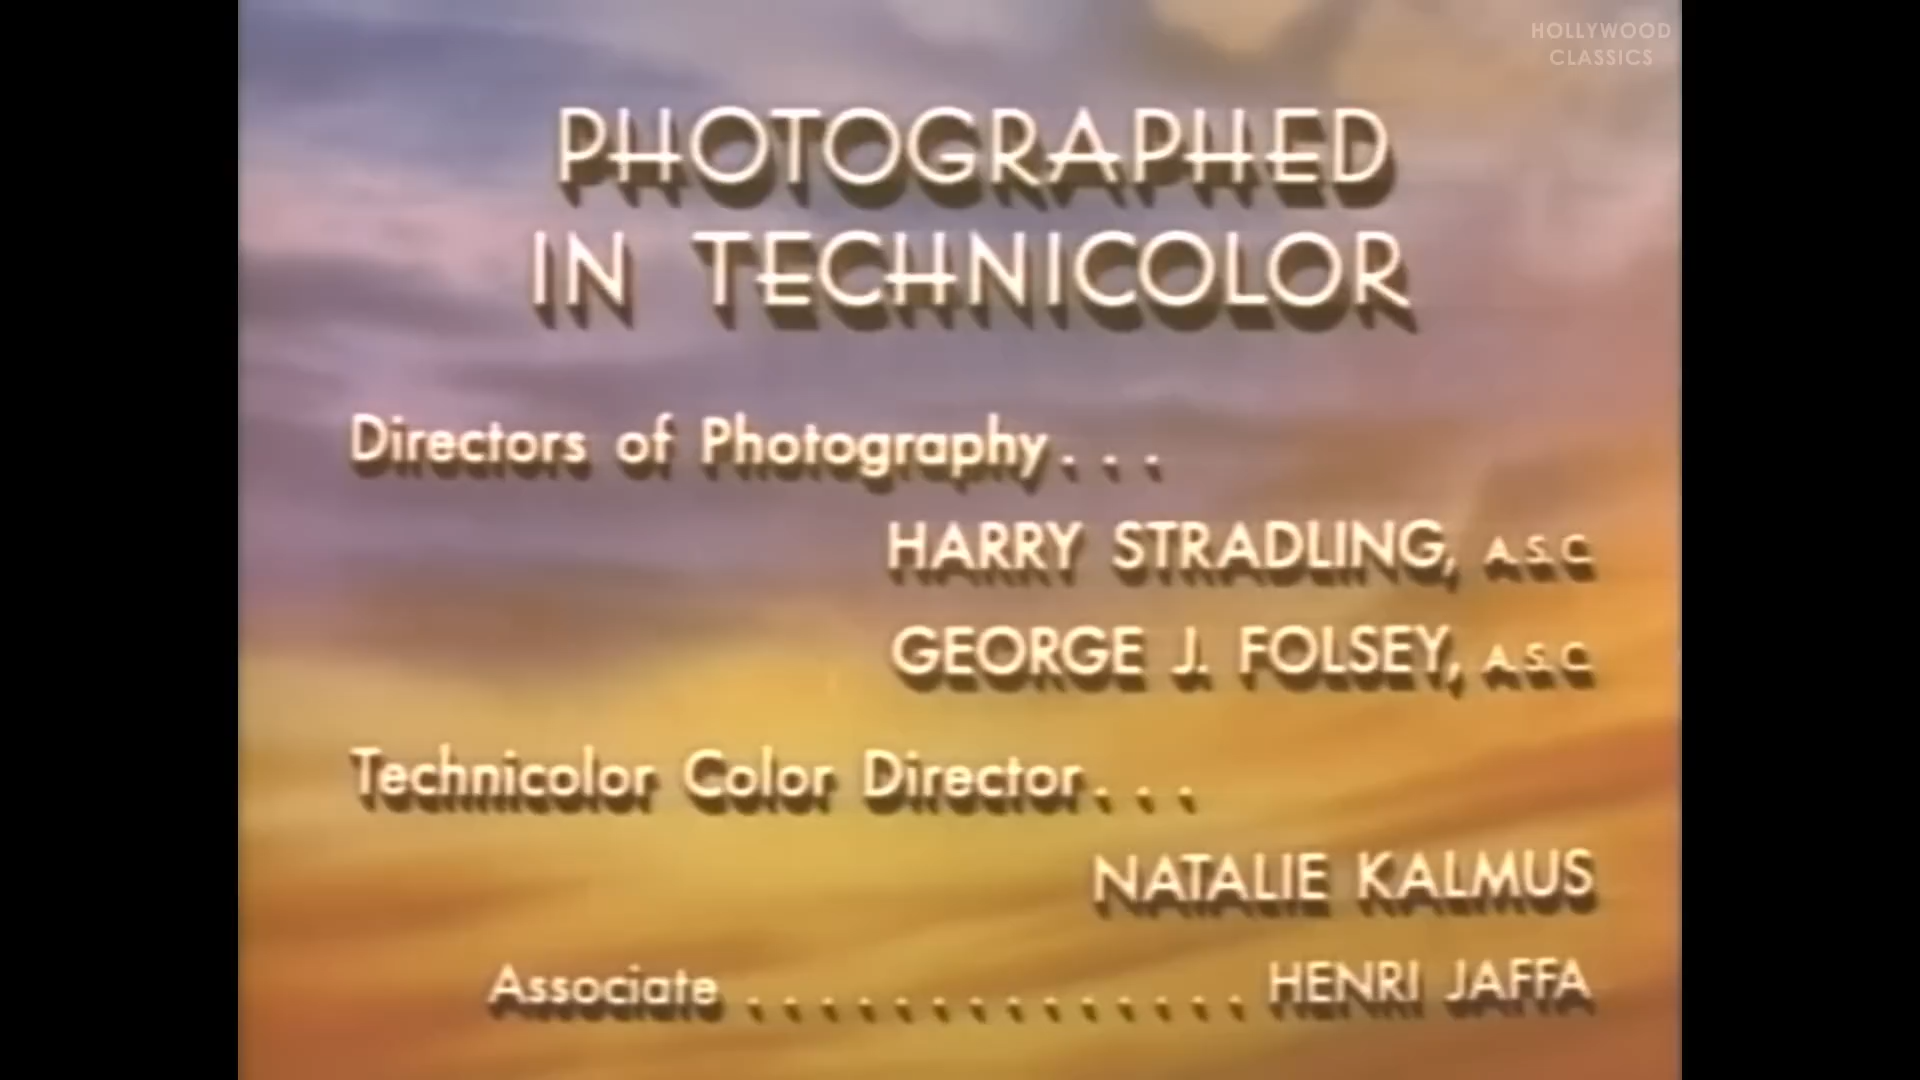 HOLLYWOOD
CLASSICS
PHOTOGRAPHED
IN TECHNICOLOR
Directors of Photography...
HARRY STRADLING, A.S.C.
GEORGE J. FOLSEY, A.S.C.
Technicolor Color Director...
NATALIE KALMUS
Associate .............. HENRI JAFFA